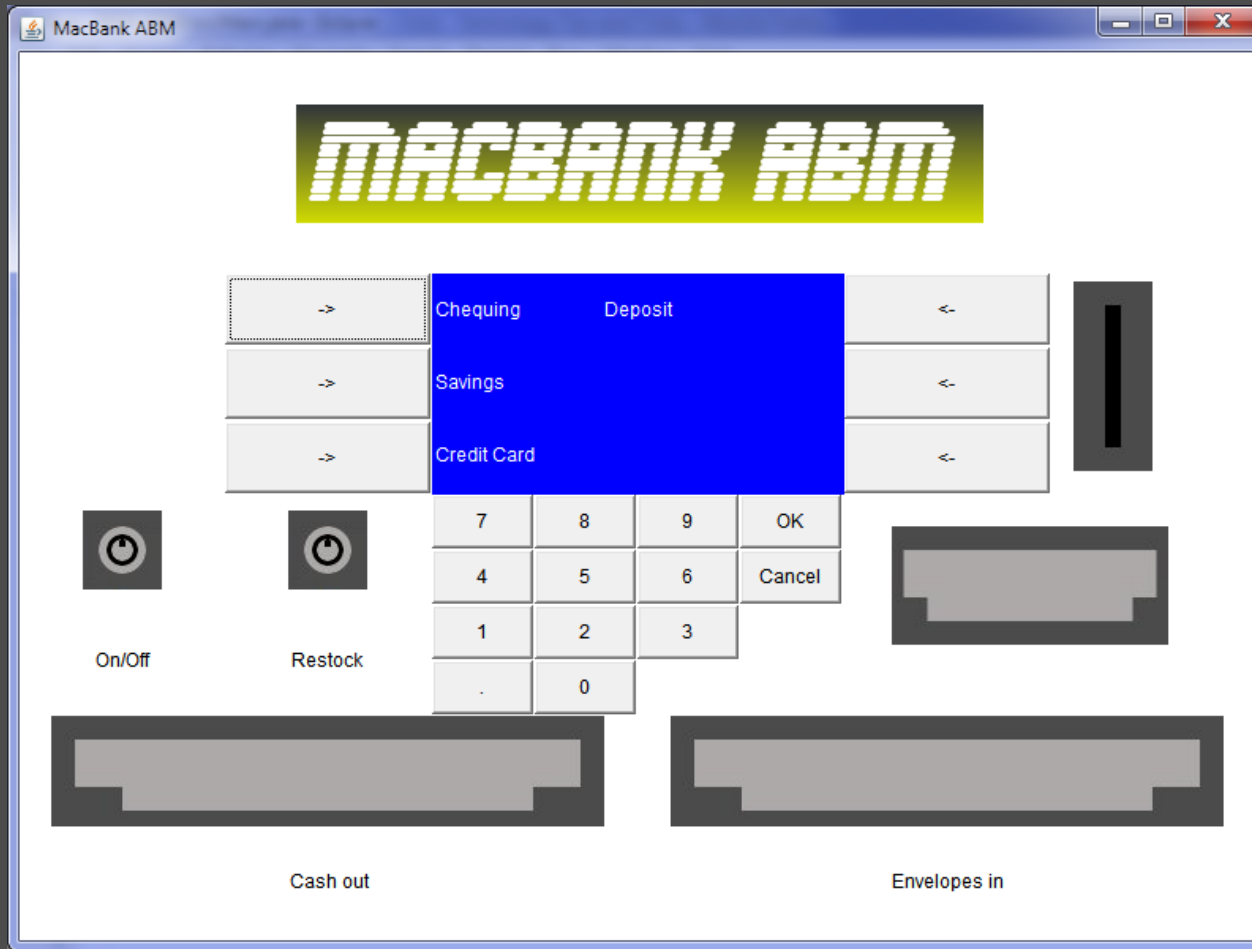 MacBank ABM
MACBANK ABM
-> Chequing Deposit <-
-> Savings <-
-> Credit Card <-
7 8 9 OK
4 5 6 Cancel
1 2 3
On/Off Restock
. 0
Cash out Envelopes in